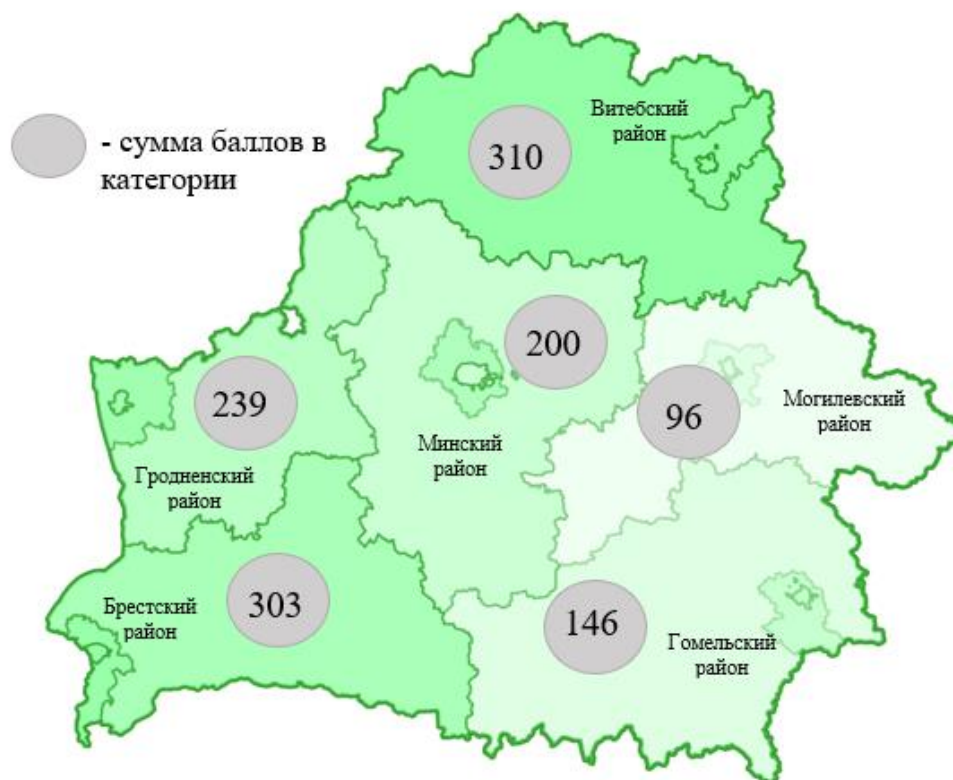 - сумма баллов в
категории
310
Витебский
район
200
239
96
Могилевский
район
Минский
район
Гродненский
район
303
Брестский
район
146
Гомельский
район